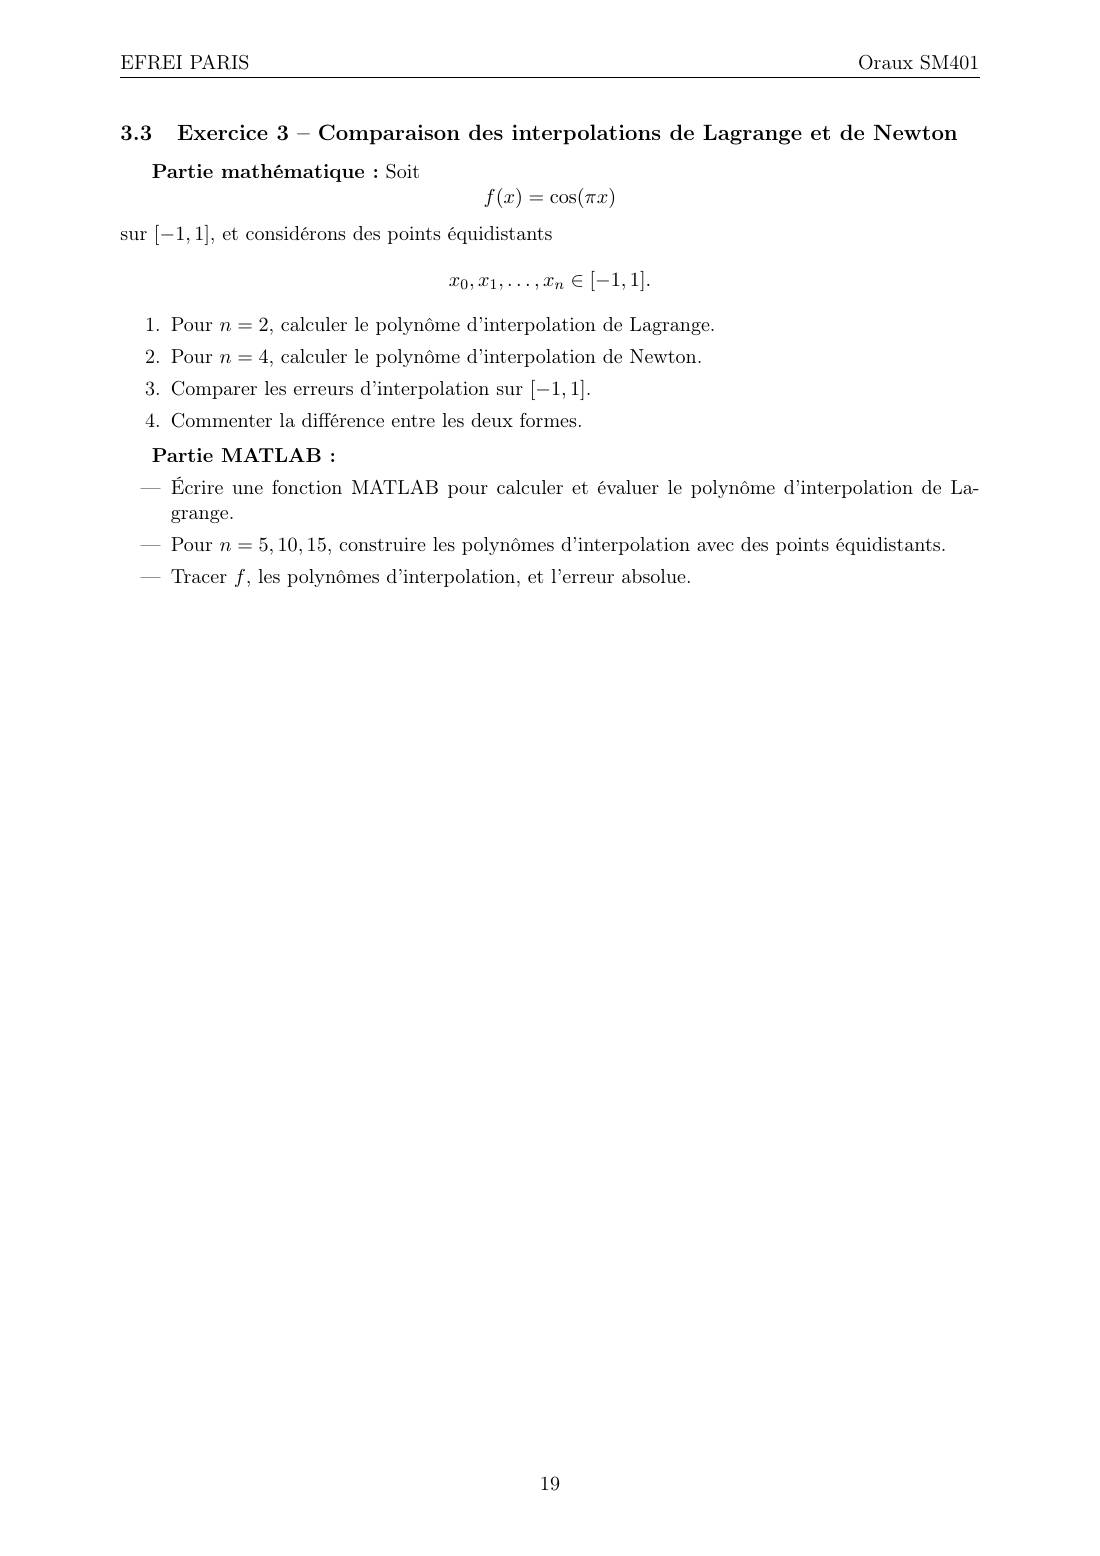 EFREI PARIS Oraux SM401
3.3 Exercice 3 – Comparaison des interpolations de Lagrange et de Newton
Partie mathématique : Soit
f(x) = cos(πx)
sur [−1, 1], et considérons des points équidistants
x₀, x₁, . . . , xₙ ∈ [−1, 1].
1. Pour n = 2, calculer le polynôme d'interpolation de Lagrange.
2. Pour n = 4, calculer le polynôme d'interpolation de Newton.
3. Comparer les erreurs d'interpolation sur [−1, 1].
4. Commenter la différence entre les deux formes.
Partie MATLAB :
— Écrire une fonction MATLAB pour calculer et évaluer le polynôme d'interpolation de La-
grange.
— Pour n = 5, 10, 15, construire les polynômes d'interpolation avec des points équidistants.
— Tracer f, les polynômes d'interpolation, et l'erreur absolue.
19